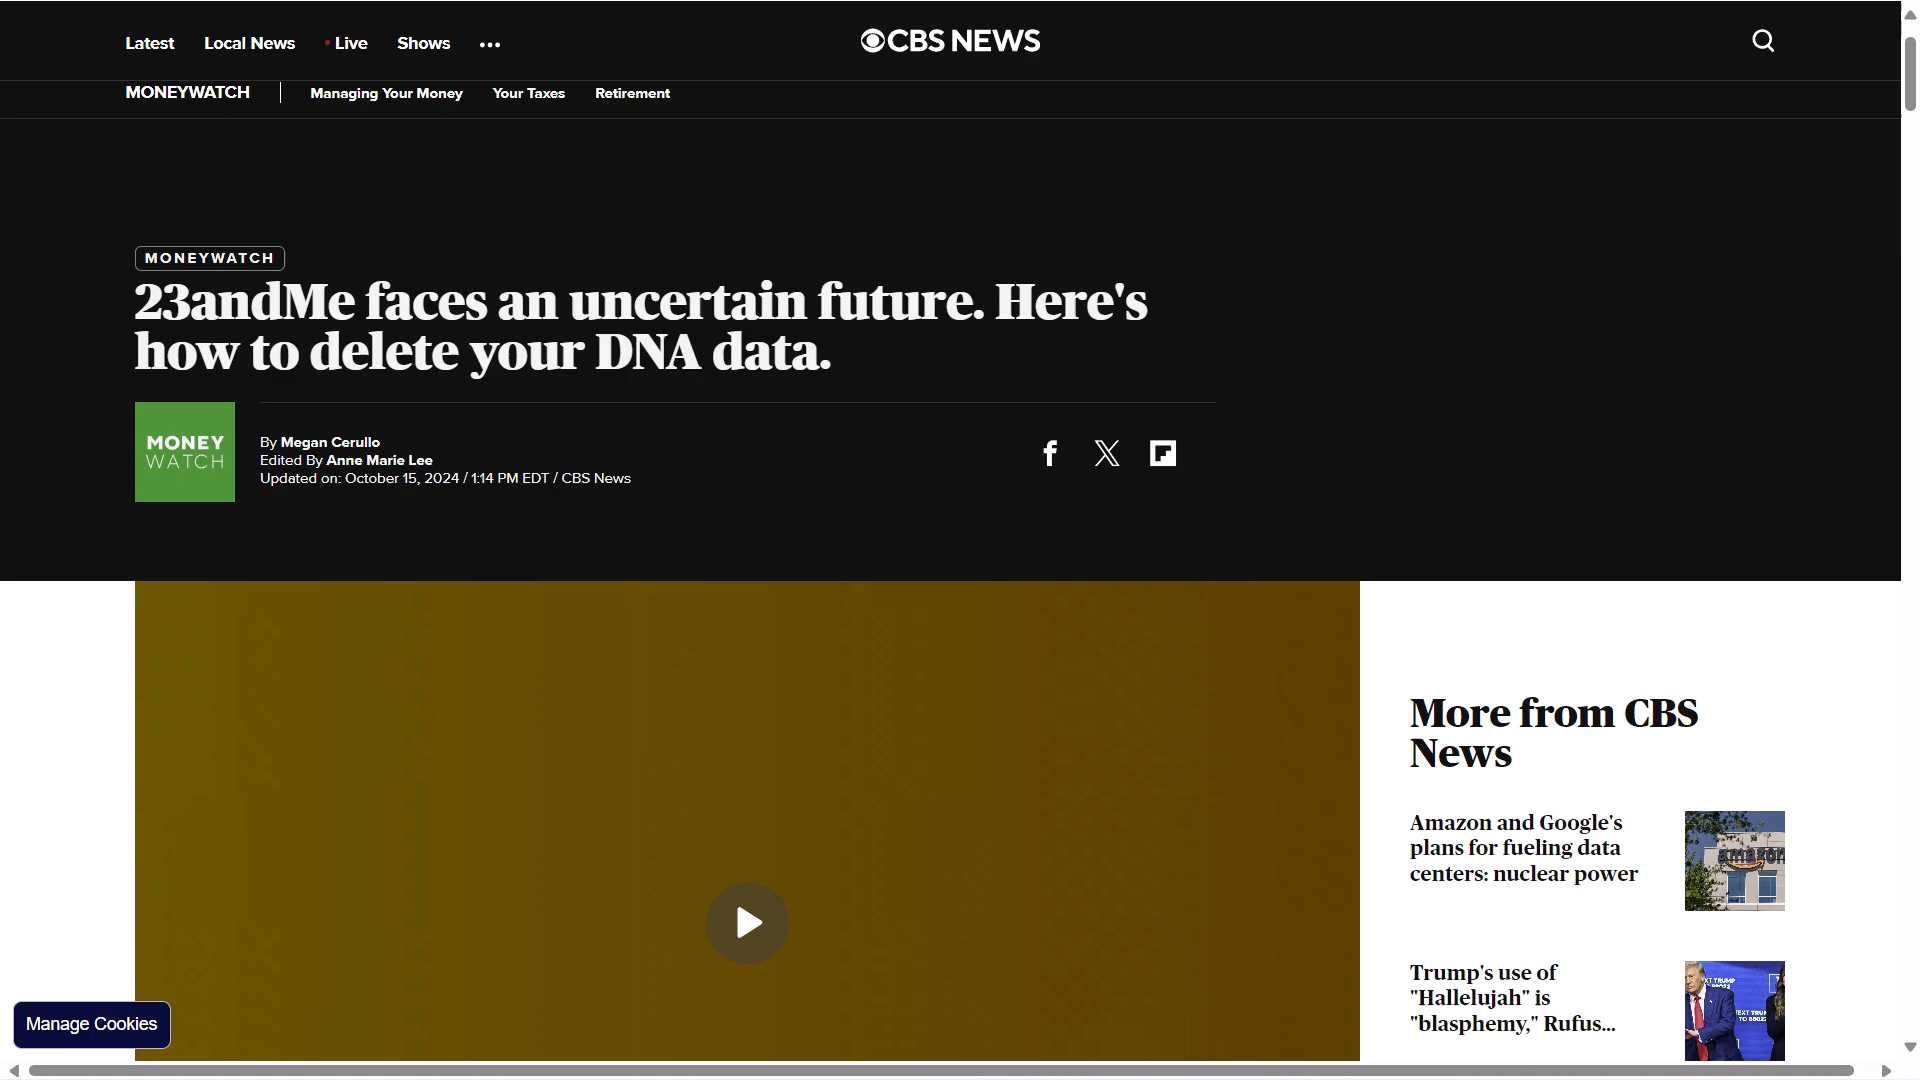 Latest
Local News
Live
Shows
CBS NEWS
MONEYWATCH
Managing Your Money
Your Taxes
Retirement
MONEYWATCH
23andMe faces an uncertain future. Here's
how to delete your DNA data.
MONEY
WATCH
By Megan Cerullo
Edited By Anne Marie Lee
Updated on: October 15, 2024 / 1:14 PM EDT / CBS News
More from CBS
News
Amazon and Google's
plans for fueling data
centers: nuclear power
amazon
Trump's use of
"Hallelujah" is
"blasphemy," Rufus...
Manage Cookies